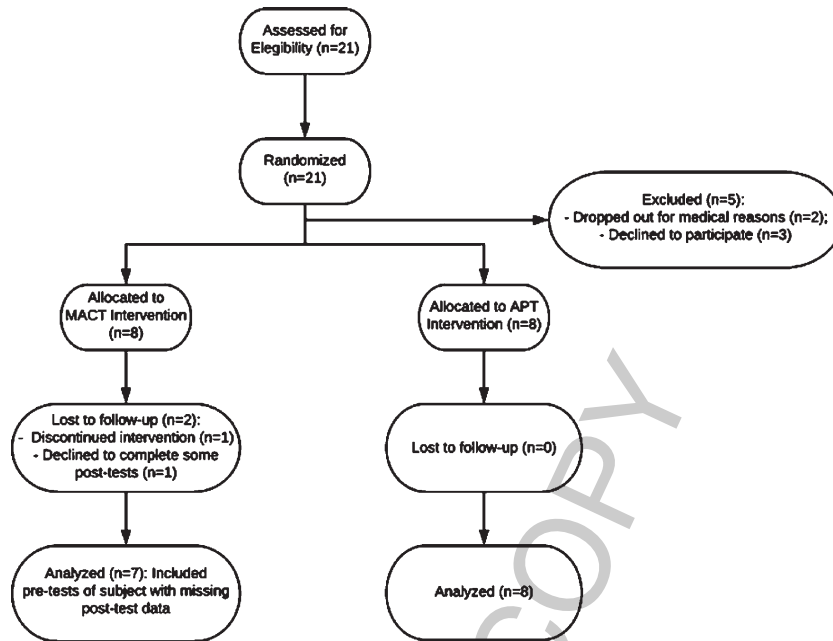 Assessed for
Elegibility (n=21)
Randomized
(n=21)
Excluded (n=5):
- Dropped out for medical reasons (n=2);
- Declined to participate (n=3)
Allocated to
MACT Intervention
(n=8)
Allocated to APT
Intervention (n=8)
Lost to follow-up (n=2):
- Discontinued intervention (n=1)
- Declined to complete some
post-tests (n=1)
Lost to follow-up (n=0)
Analyzed (n=7): Included
pre-tests of subject with missing
post-test data
Analyzed (n=8)
COPY